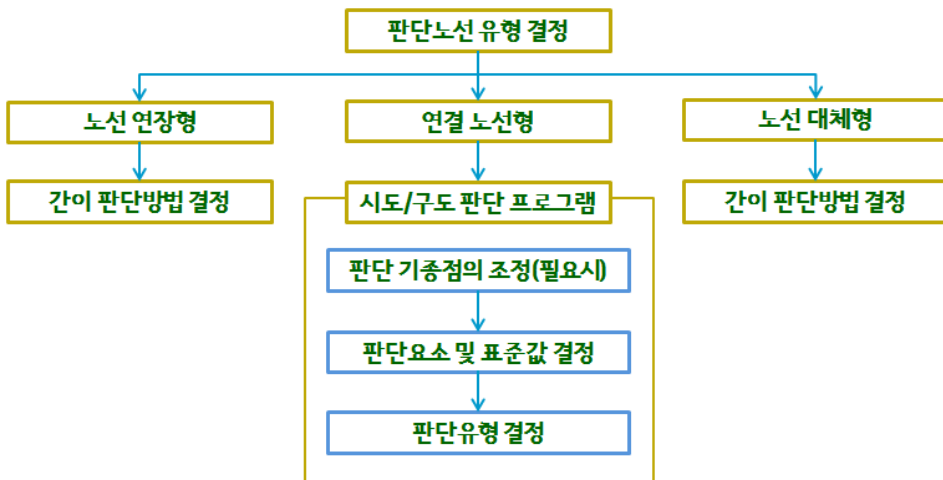 판단노선 유형 결정
노선 연장형
연결 노선형
노선 대체형
간이 판단방법 결정
시도/구도 판단 프로그램
간이 판단방법 결정
판단 기종점의 조정(필요시)
판단요소 및 표준값 결정
판단유형 결정